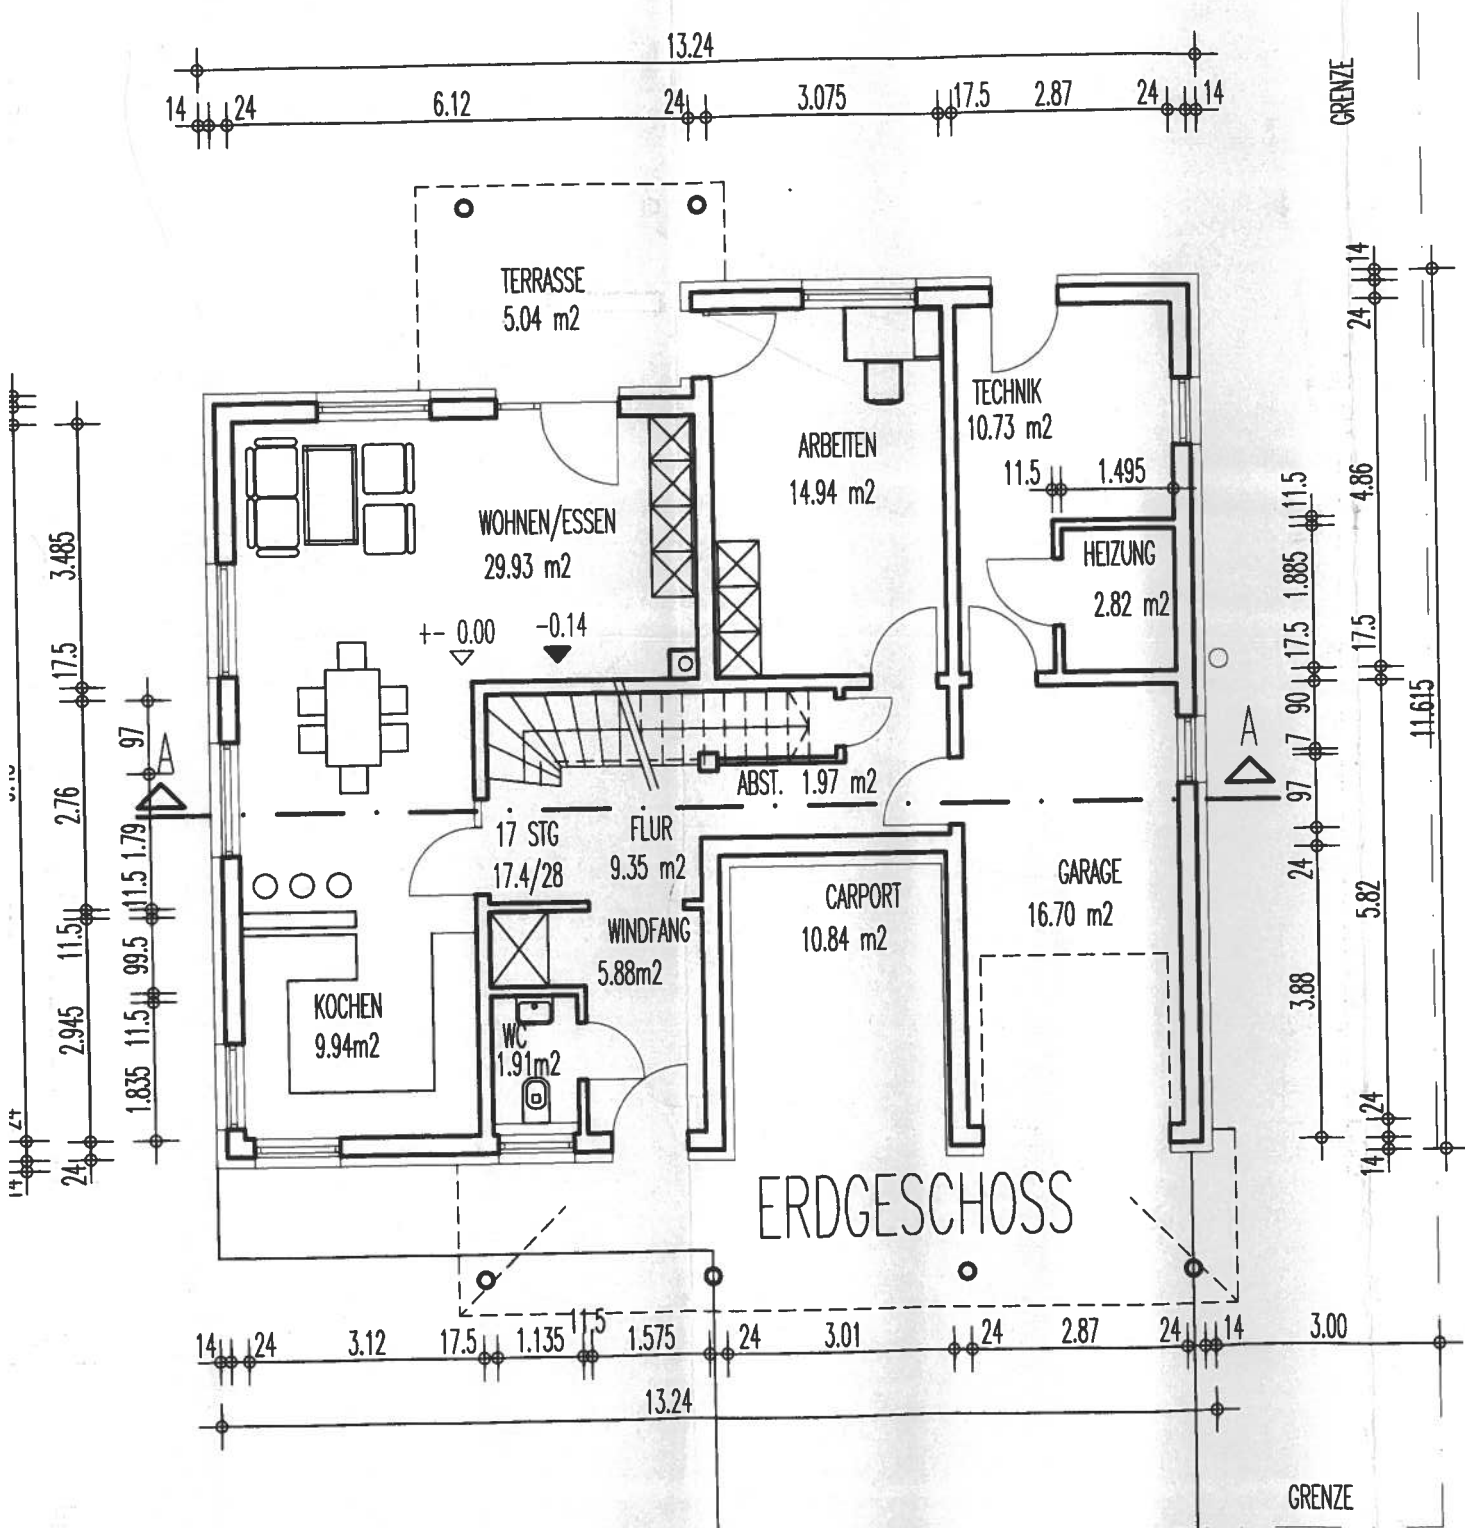 13.24
14 24 6.12 24 3.075 17.5 2.87 24 14
GRENZE
TERRASSE
5.04 m2
14
24
TECHNIK
10.73 m2
ARBEITEN
14.94 m2
11.5 1.495
WOHNEN/ESSEN
29.93 m2
HEIZUNG
2.82 m2
+- 0.00
-0.14
3.485
17.5
97
A
2.76
1.79
11.5
11.5
99.5
2.945
11.5
1.835
24
14
24
11.5
1.885
17.5
90
7
97
24
3.88
4.86
17.5
5.82
24
14
11.615
A
ABST. 1.97 m2
17 STG
17.4/28
FLUR
9.35 m2
GARAGE
16.70 m2
CARPORT
10.84 m2
WINDFANG
5.88m2
KOCHEN
9.94m2
WC
1.91m2
ERDGESCHOSS
14 24 3.12 17.5 1.135 11.5 1.575 24 3.01 24 2.87 24 14 3.00
13.24
GRENZE